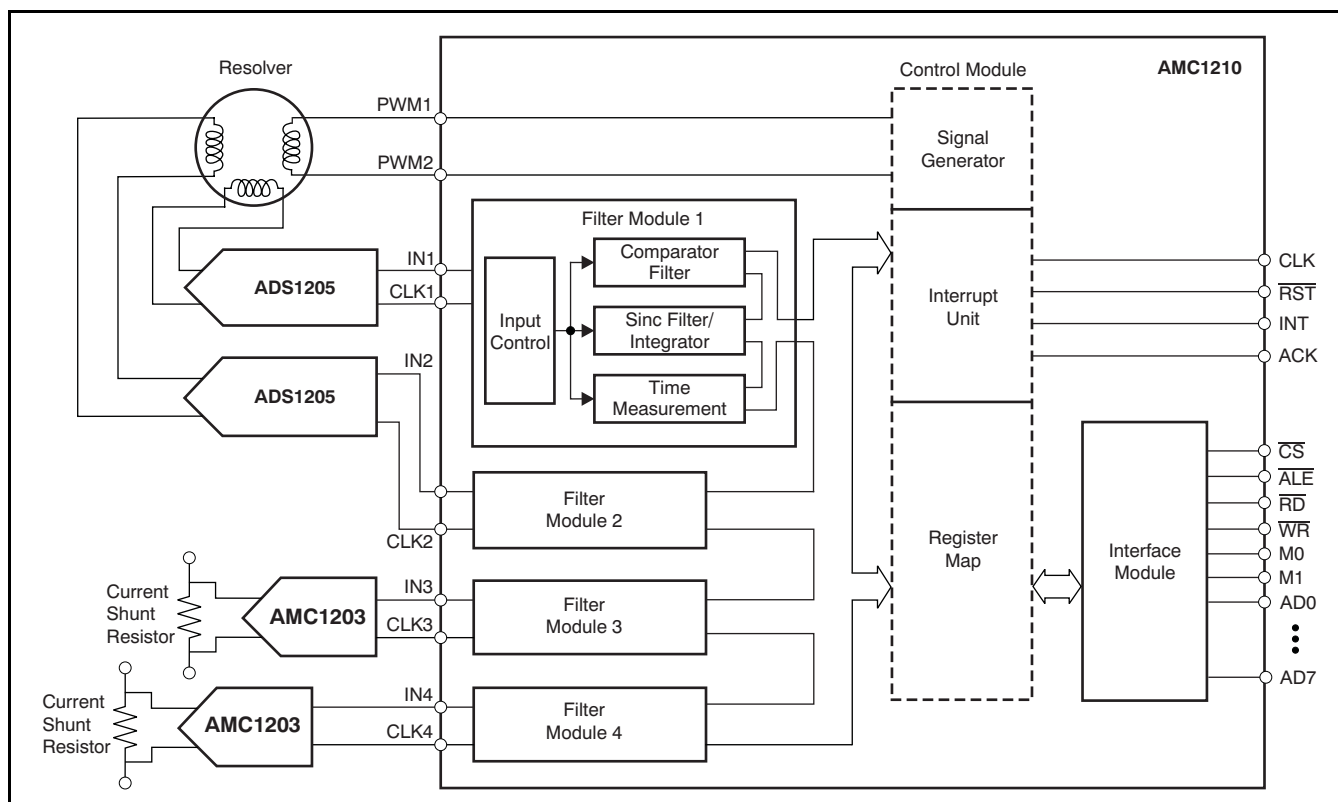 AMC1210
Resolver
Control Module
PWM1
Signal
Generator
PWM2
Filter Module 1
Comparator
Filter
IN1
ADS1205
CLK1
Input
Control
Sinc Filter/
Integrator
Interrupt
Unit
CLK
RST
INT
ACK
IN2
ADS1205
Time
Measurement
CS
ALE
RD
WR
M0
M1
AD0
AD7
Filter
Module 2
CLK2
Register
Map
Interface
Module
Current
Shunt
Resistor
AMC1203
IN3
CLK3
Filter
Module 3
Current
Shunt
Resistor
AMC1203
IN4
CLK4
Filter
Module 4